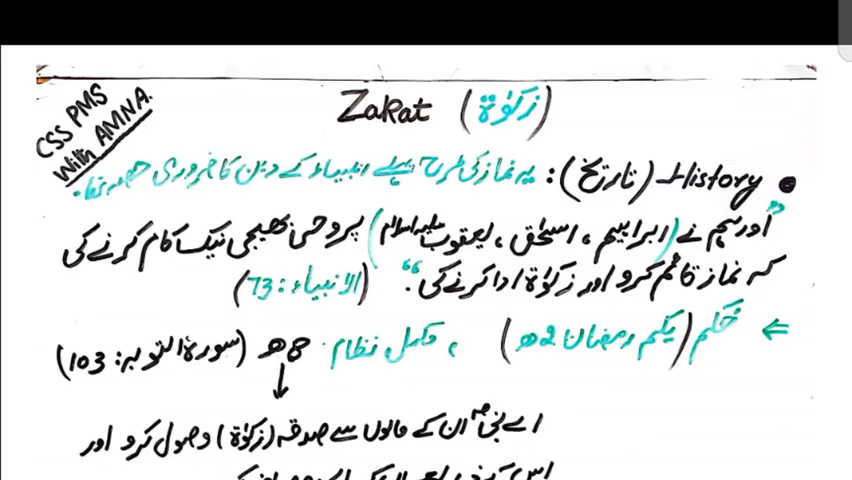 CSS PMS
With AMNA.
Zakat (زکوٰۃ)
• History (تاریخ): یہ نماز کی طرح پہلے انبیاء کے دین کا ضروری حصہ تھا۔
"اور ہم نے (ابراہیم، اسحٰق، یعقوب علیہ السلام) پر وحی بھیجی نیک کام کرنے کی
کہ نماز قائم کرو اور زکوٰۃ ادا کرنے کی۔" (الانبیاء: 73)
⇐ حُکم (یکم رمضان 2ھ) ، مکمل نظام۔ 8ھ (سورۃ التوبہ: 103)
↓
اے نبیؐ ان کے مالوں سے صدقہ (زکوٰۃ) وصول کرو اور